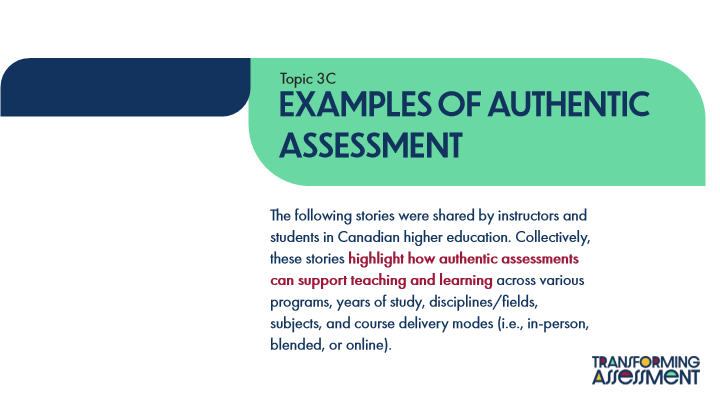 Topic 3C
EXAMPLES OF AUTHENTIC
ASSESSMENT
The following stories were shared by instructors and
students in Canadian higher education. Collectively,
these stories highlight how authentic assessments
can support teaching and learning across various
programs, years of study, disciplines/fields,
subjects, and course delivery modes (i.e., in-person,
blended, or online).
TRANSFORMING
ASSESSMENT